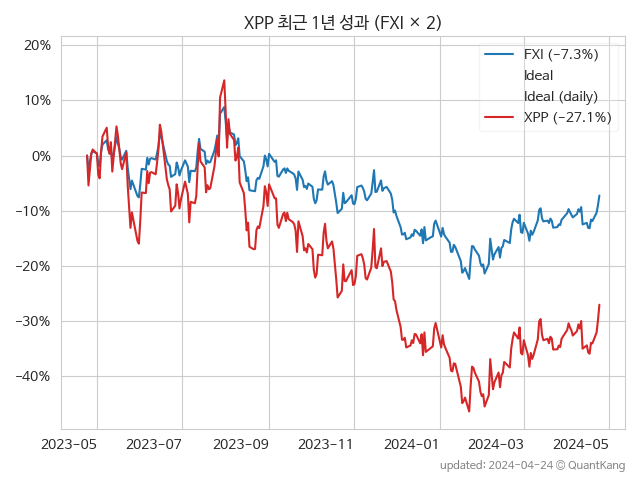 XPP 최근 1년 성과 (FXI × 2)
20%
10%
0%
−10%
−20%
−30%
−40%
FXI (−7.3%)
Ideal
Ideal (daily)
XPP (−27.1%)
2023−05
2023−07
2023−09
2023−11
2024−01
2024−03
2024−05
updated: 2024−04−24 ⓒ QuantKang